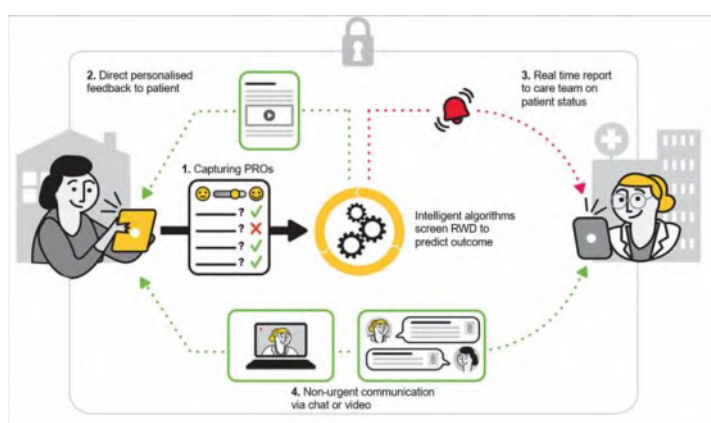 2. Direct personalised
feedback to patient
3. Real time report
to care team on
patient status
1. Capturing PROs
?
?
?
?
Intelligent algorithms
screen RWD to
predict outcome
4. Non-urgent communication
via chat or video